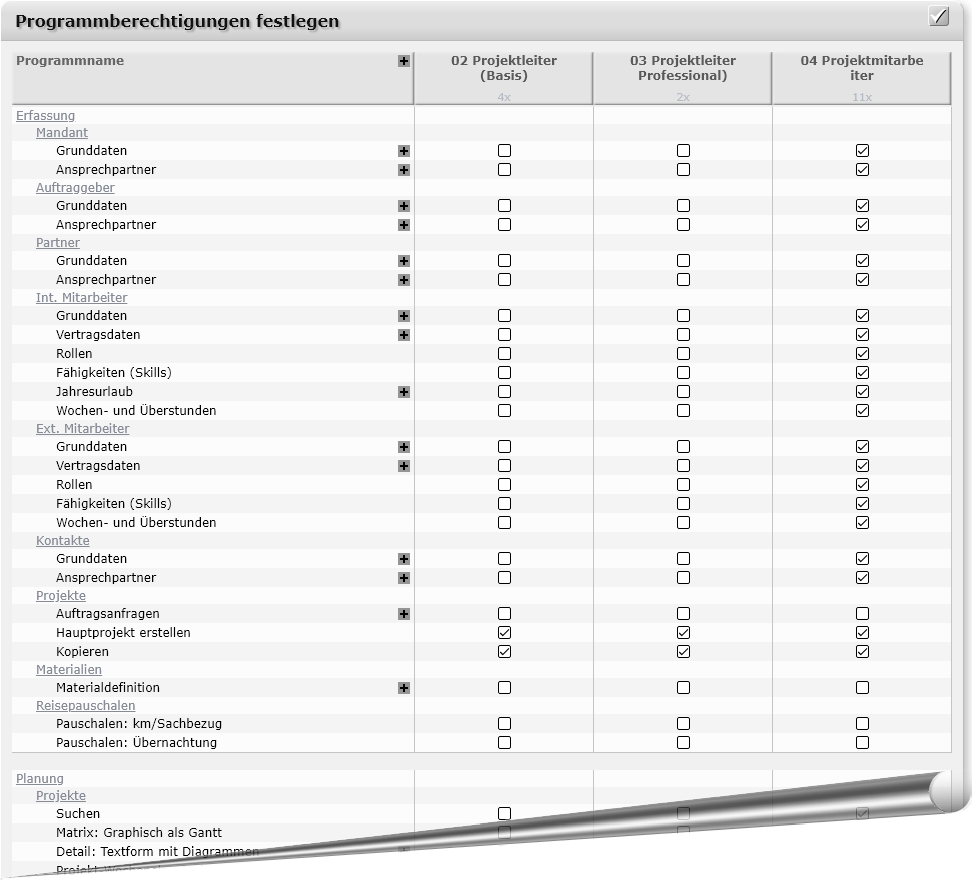 Programmberechtigungen festlegen
Programmname
02 Projektleiter
(Basis)
4x
03 Projektleiter
Professional)
2x
04 Projektmitarbe
iter
11x
Erfassung
Mandant
Grunddaten
Ansprechpartner
Auftraggeber
Grunddaten
Ansprechpartner
Partner
Grunddaten
Ansprechpartner
Int. Mitarbeiter
Grunddaten
Vertragsdaten
Rollen
Fähigkeiten (Skills)
Jahresurlaub
Wochen- und Überstunden
Ext. Mitarbeiter
Grunddaten
Vertragsdaten
Rollen
Fähigkeiten (Skills)
Wochen- und Überstunden
Kontakte
Grunddaten
Ansprechpartner
Projekte
Auftragsanfragen
Hauptprojekt erstellen
Kopieren
Materialien
Materialdefinition
Reisepauschalen
Pauschalen: km/Sachbezug
Pauschalen: Übernachtung
Planung
Projekte
Suchen
Matrix: Graphisch als Gantt
Detail: Textform mit Diagrammen